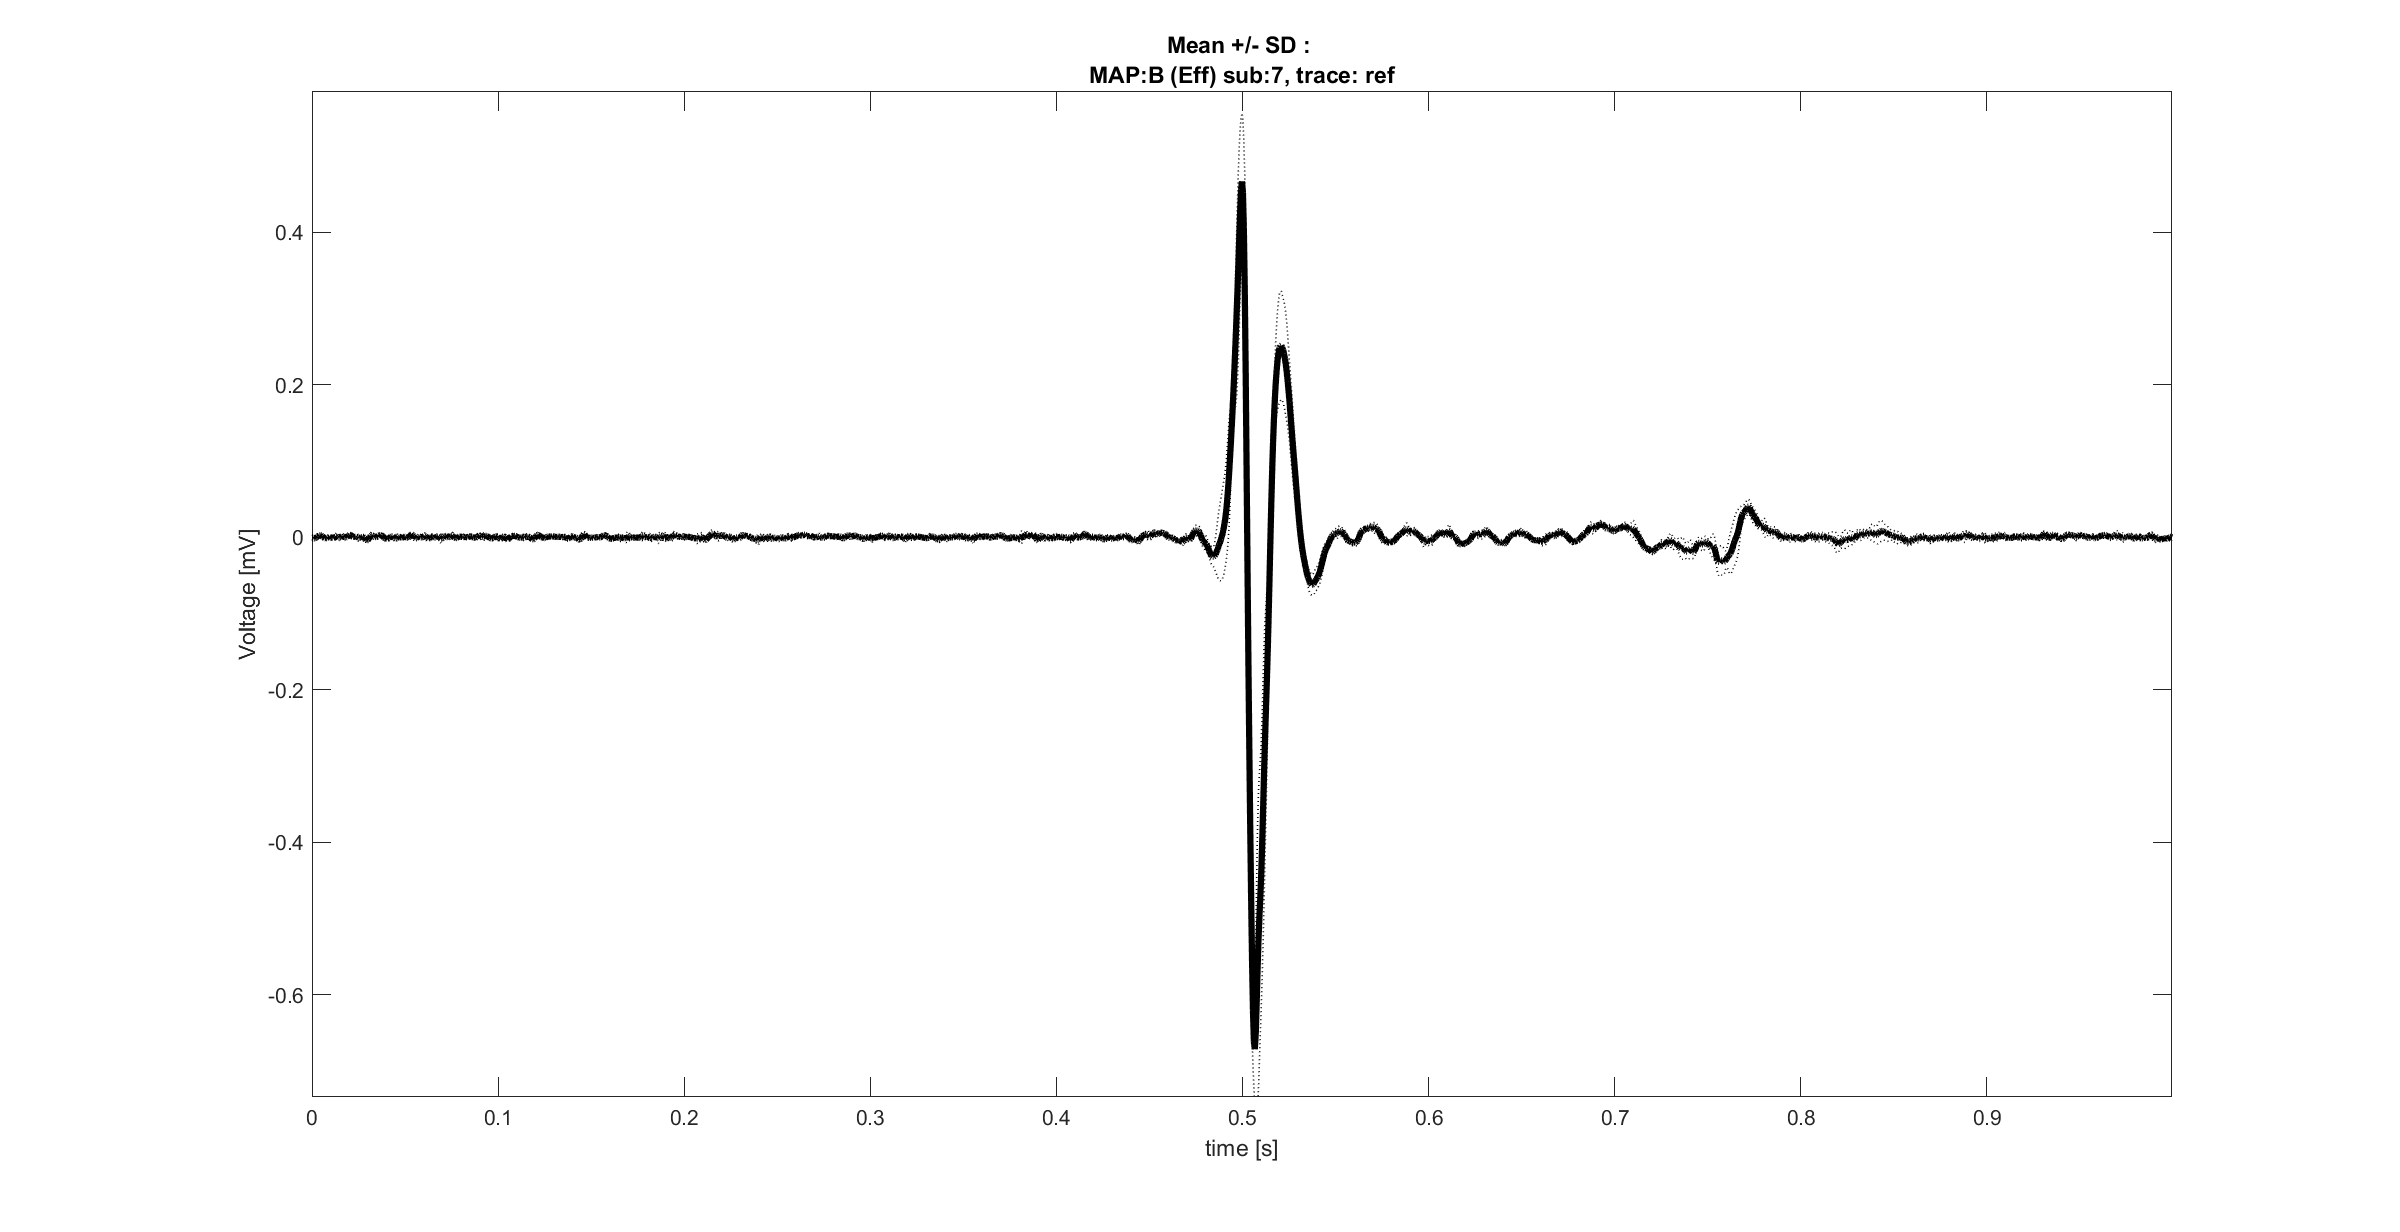 Mean +/- SD :
MAP:B (Eff) sub:7, trace: ref
0.4
0.2
0
-0.2
-0.4
-0.6
Voltage [mV]
0 0.1 0.2 0.3 0.4 0.5 0.6 0.7 0.8 0.9
time [s]